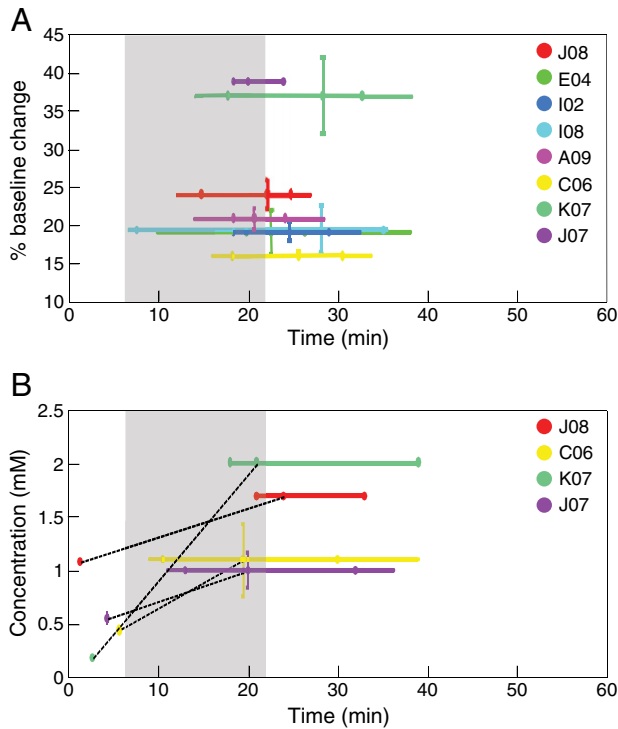 A
% baseline change
45
40
35
30
25
20
15
10
0
10
20
30
40
50
60
Time (min)
J08
E04
I02
I08
A09
C06
K07
J07
B
Concentration (mM)
2.5
2
1.5
1
0.5
0
0
10
20
30
40
50
60
Time (min)
J08
C06
K07
J07